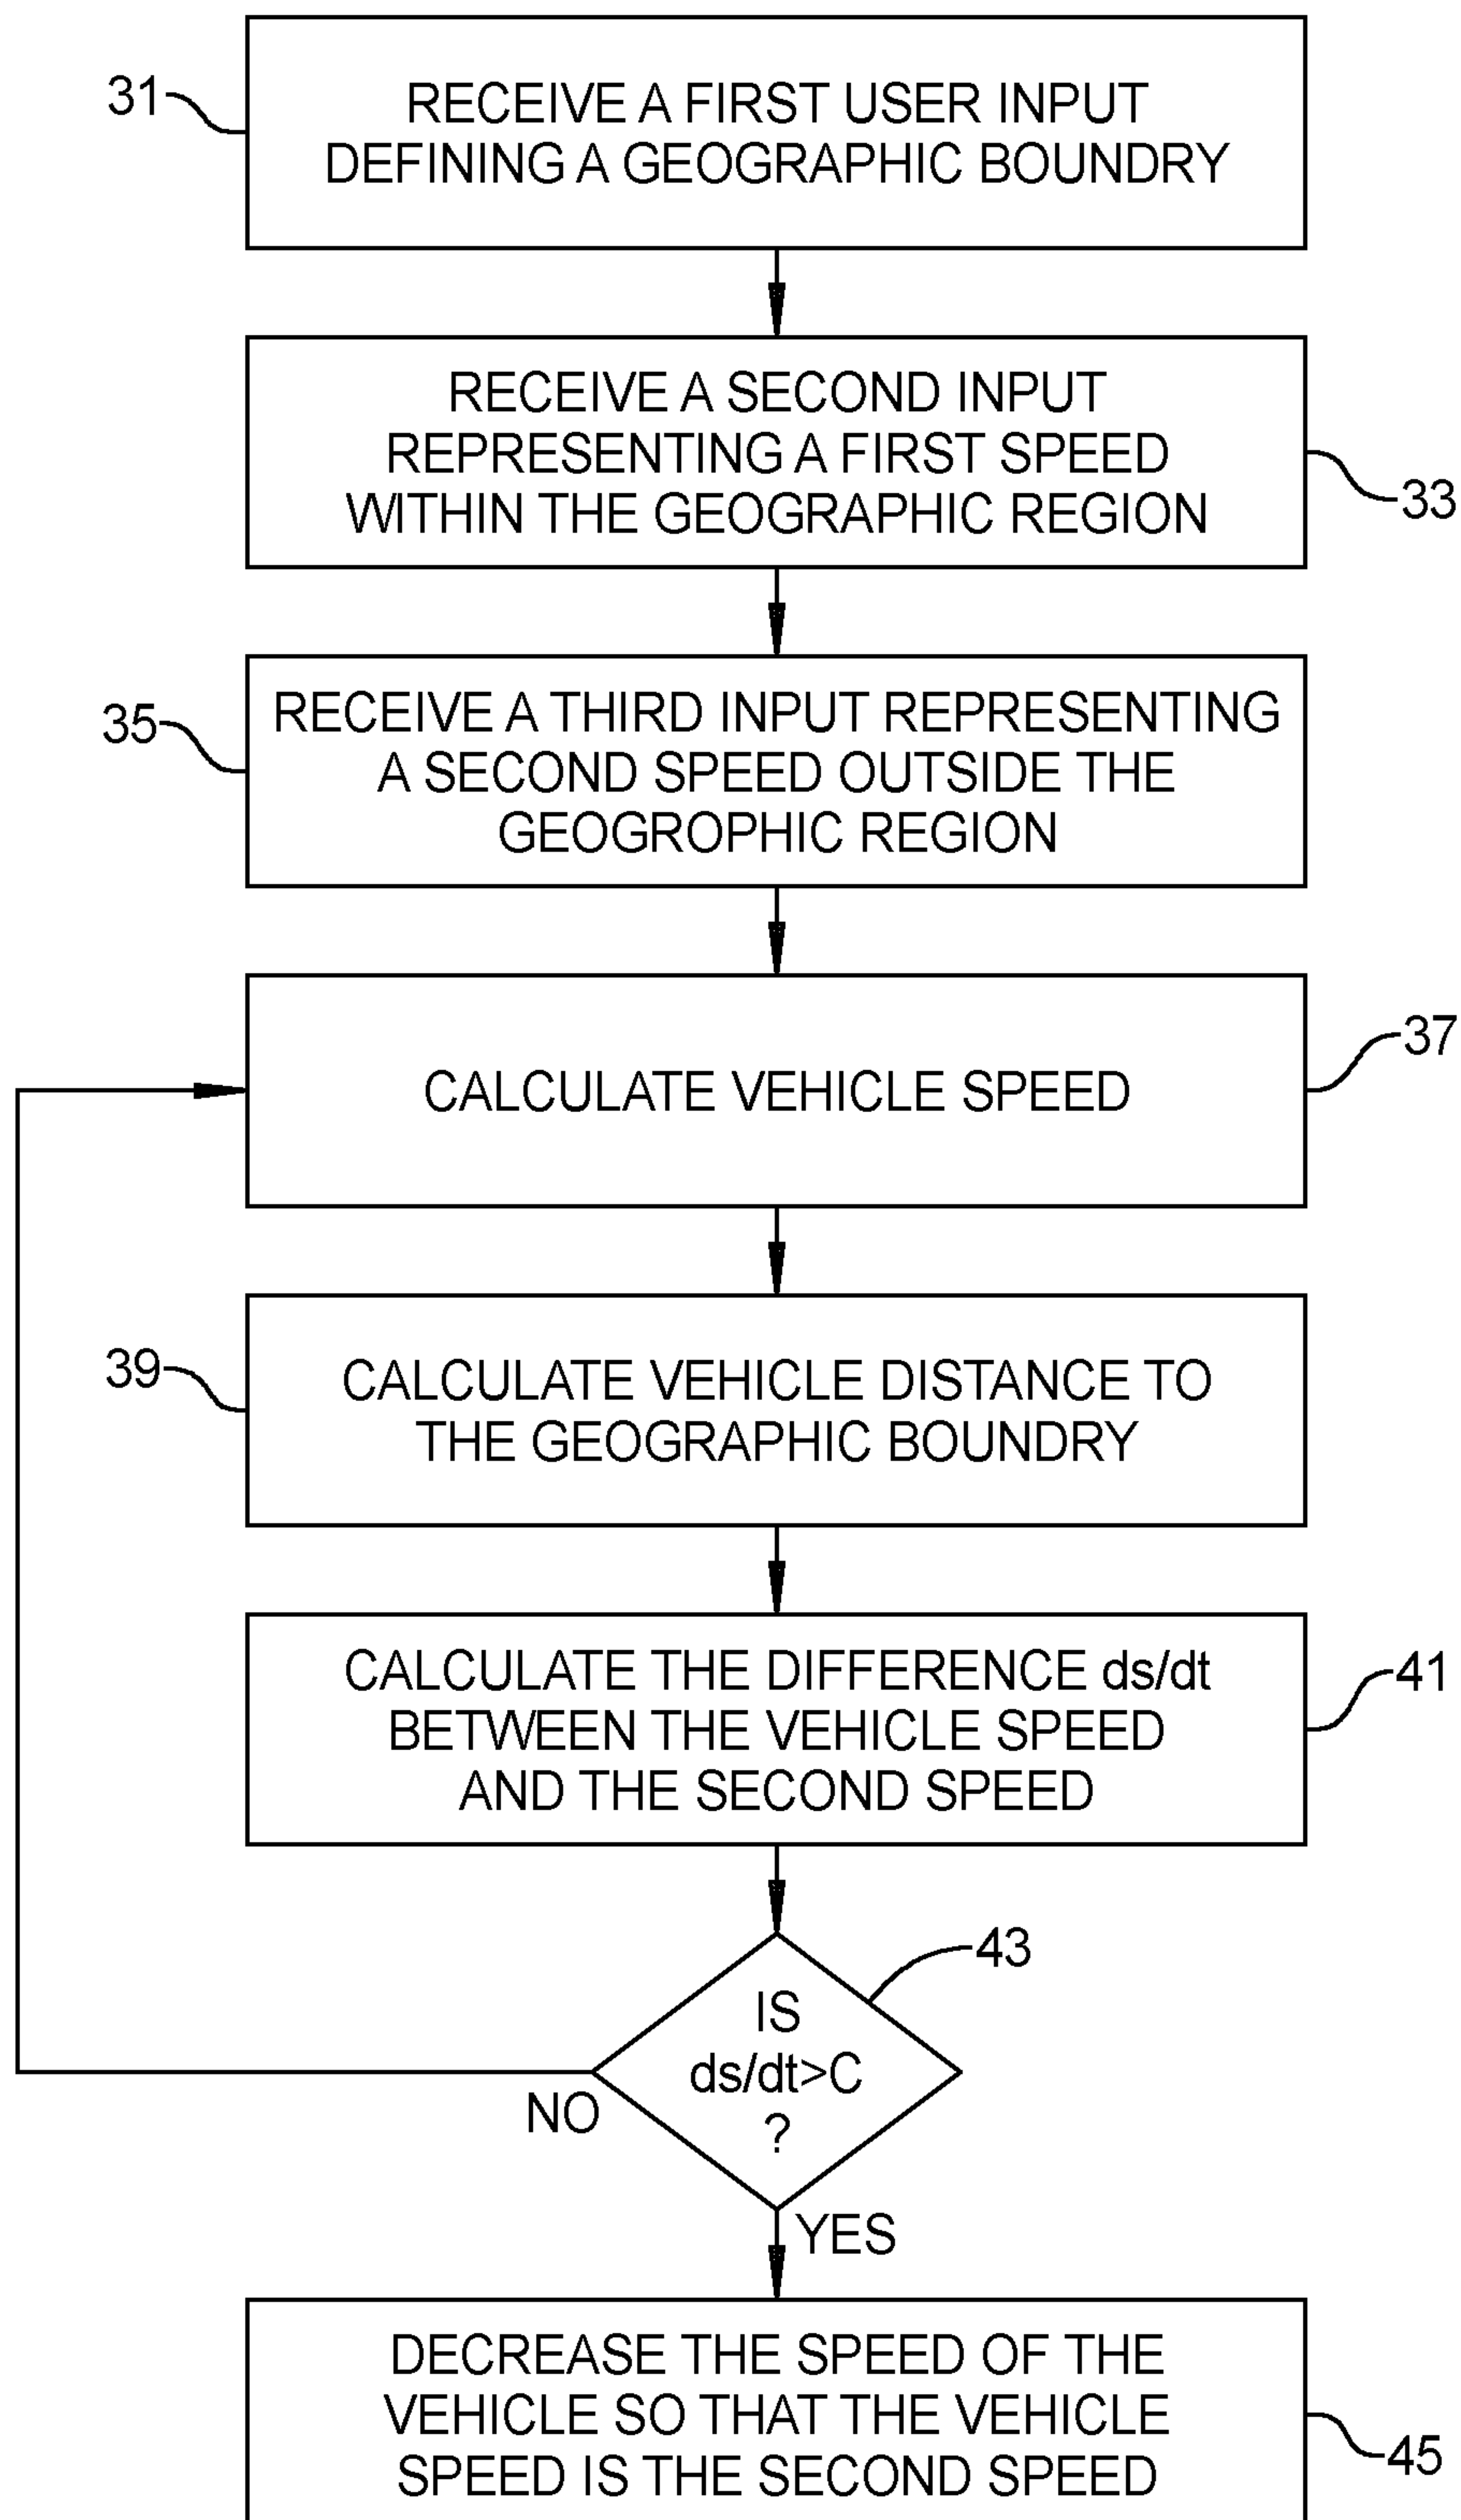 31
RECEIVE A FIRST USER INPUT
DEFINING A GEOGRAPHIC BOUNDRY
RECEIVE A SECOND INPUT
REPRESENTING A FIRST SPEED
WITHIN THE GEOGRAPHIC REGION
33
35
RECEIVE A THIRD INPUT REPRESENTING
A SECOND SPEED OUTSIDE THE
GEOGROPHIC REGION
37
CALCULATE VEHICLE SPEED
39
CALCULATE VEHICLE DISTANCE TO
THE GEOGRAPHIC BOUNDRY
CALCULATE THE DIFFERENCE ds/dt
BETWEEN THE VEHICLE SPEED
AND THE SECOND SPEED
41
43
IS
ds/dt>C
?
NO
YES
DECREASE THE SPEED OF THE
VEHICLE SO THAT THE VEHICLE
SPEED IS THE SECOND SPEED
45